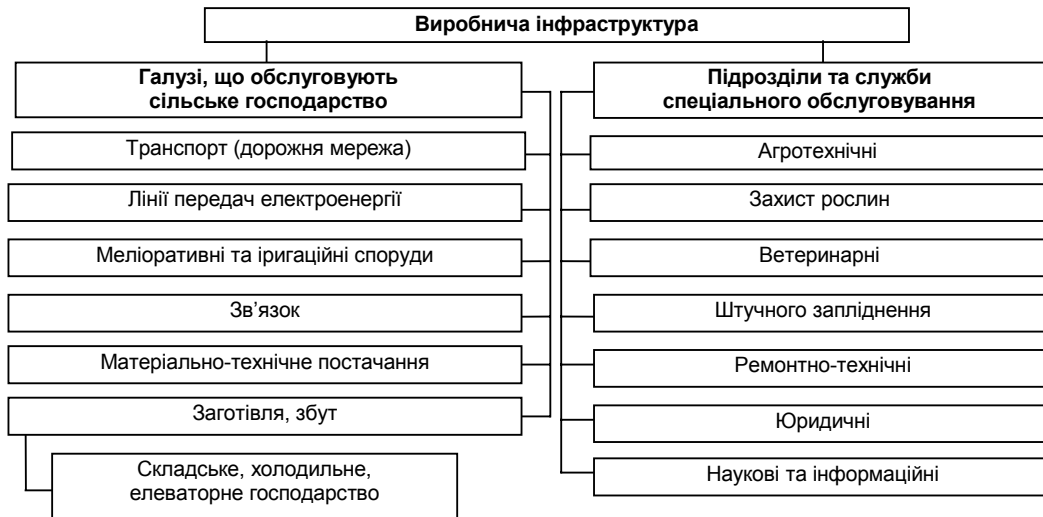 Виробнича інфраструктура
Галузі, що обслуговують
сільське господарство
Транспорт (дорожня мережа)
Лінії передач електроенергії
Меліоративні та іригаційні споруди
Зв’язок
Матеріально-технічне постачання
Заготівля, збут
Складське, холодильне,
елеваторне господарство
Підрозділи та служби
спеціального обслуговування
Агротехнічні
Захист рослин
Ветеринарні
Штучного запліднення
Ремонтно-технічні
Юридичні
Наукові та інформаційні